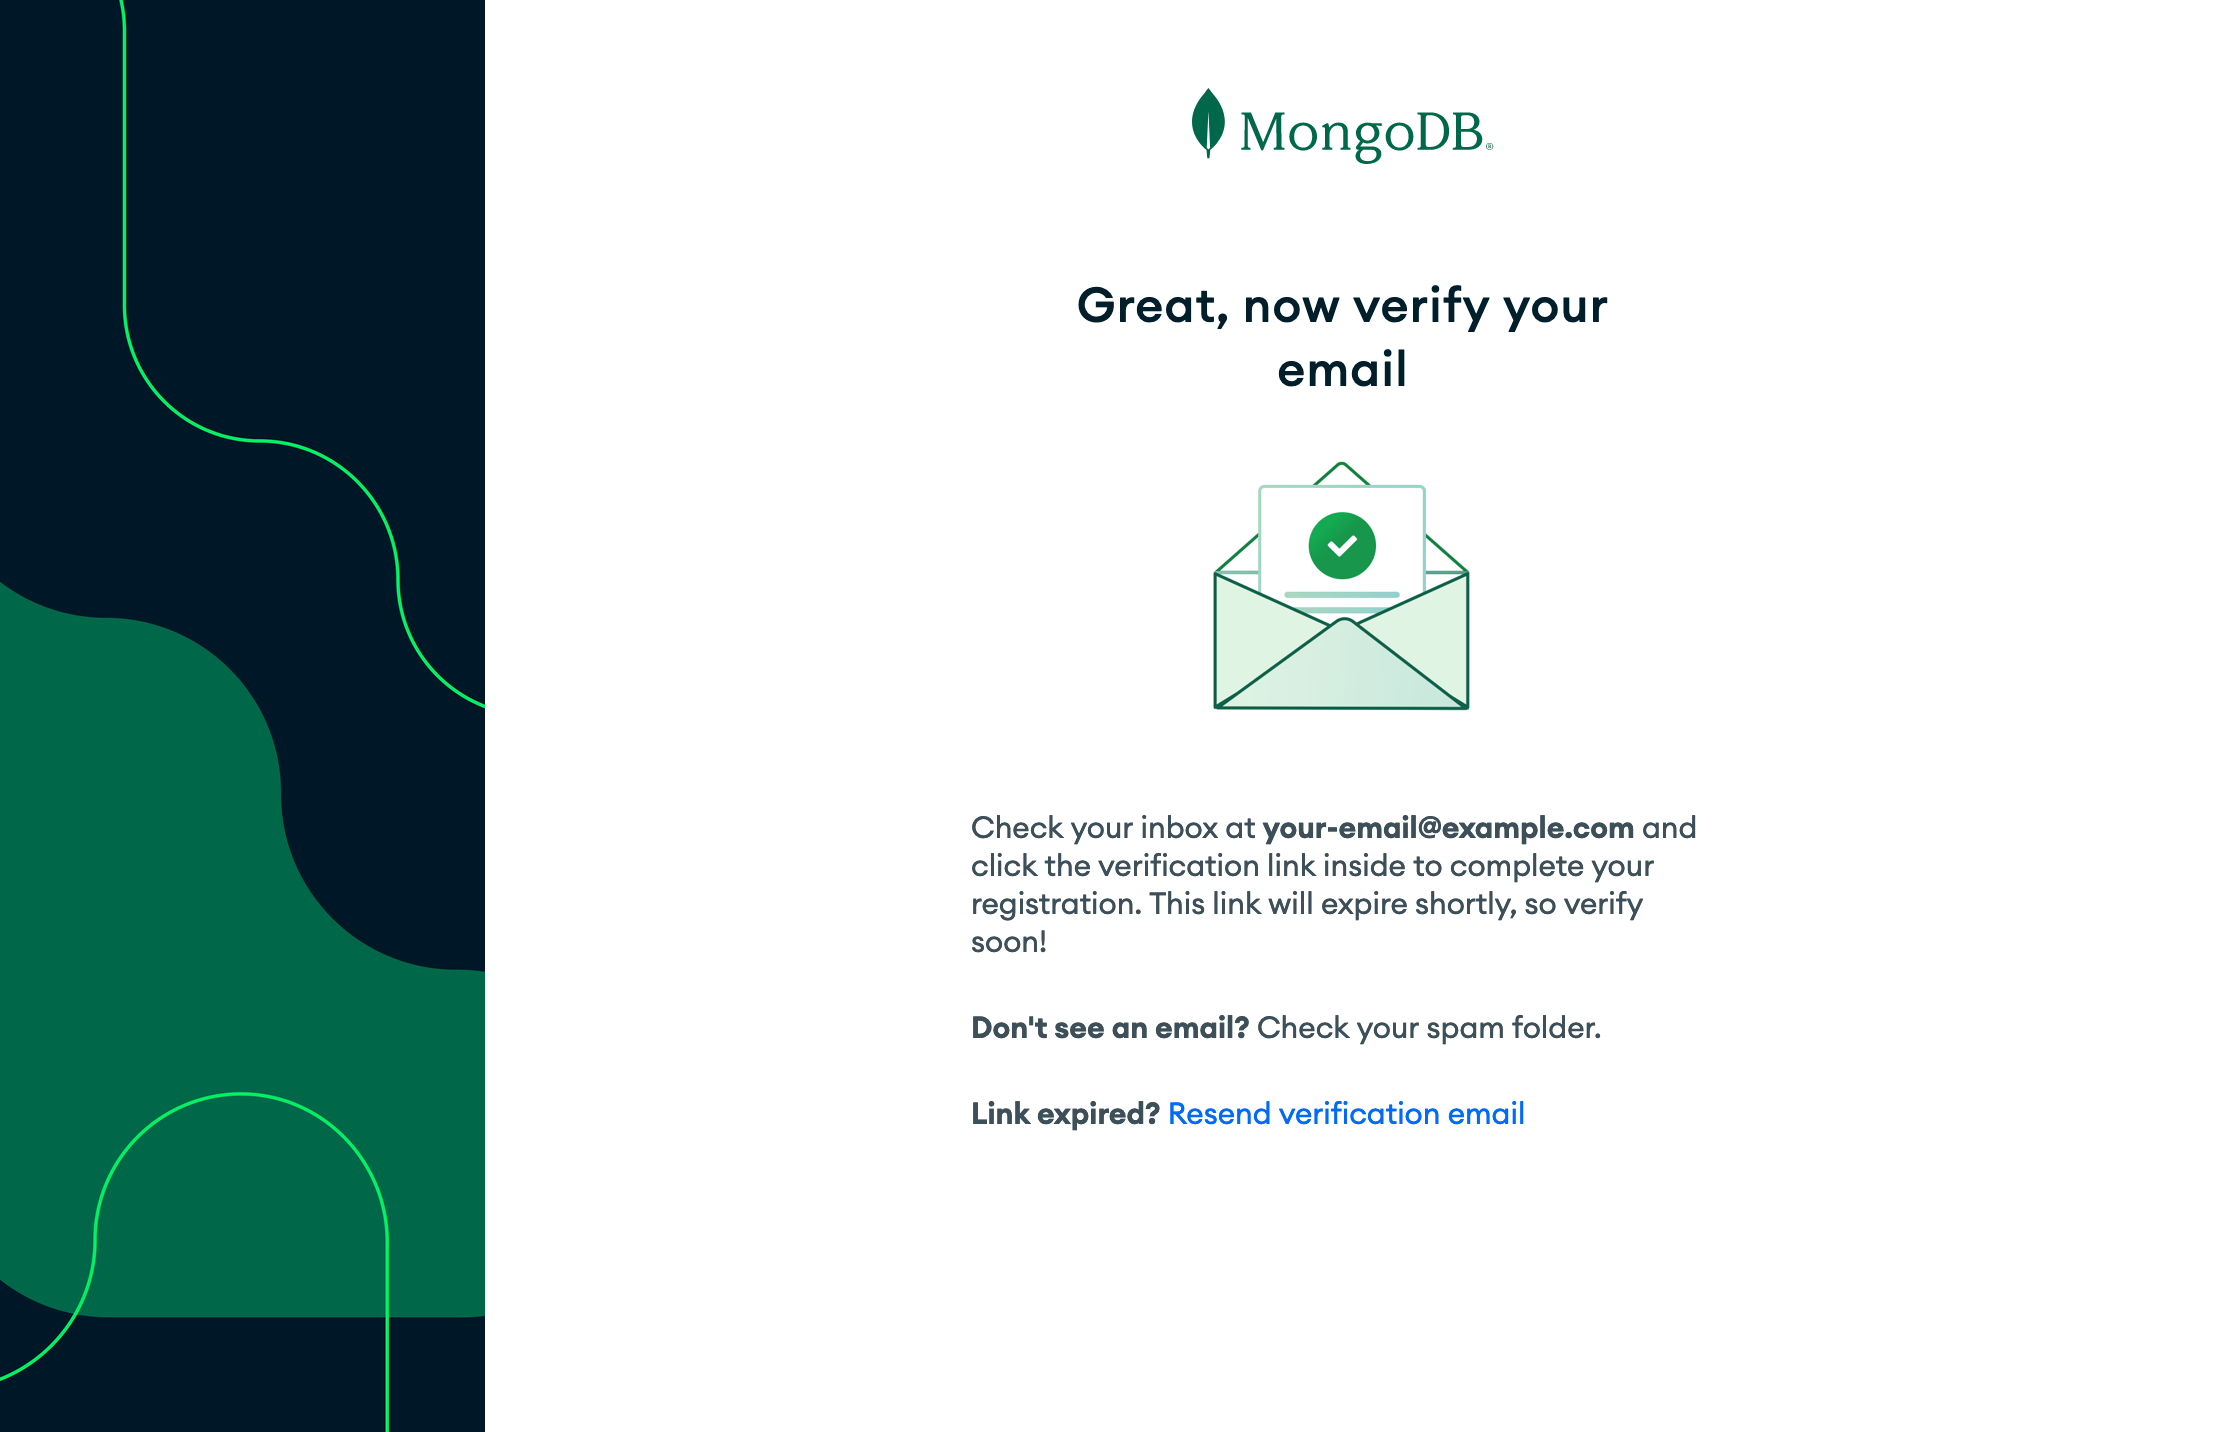 MongoDB®
Great, now verify your
email
Check your inbox at your-email@example.com and
click the verification link inside to complete your
registration. This link will expire shortly, so verify
soon!
Don't see an email? Check your spam folder.
Link expired? Resend verification email